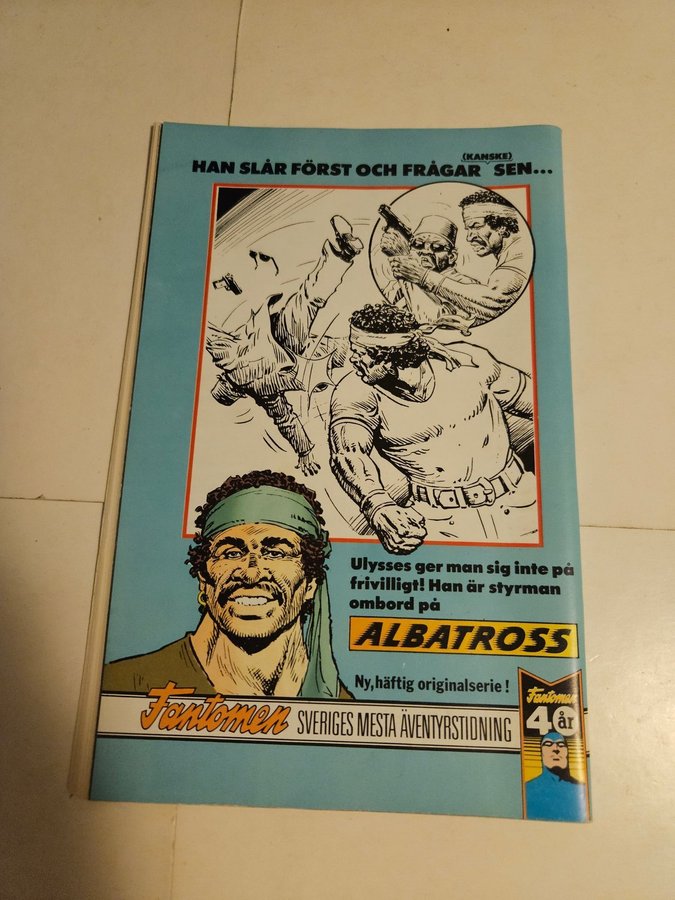 (KANSKE)
HAN SLÅR FÖRST OCH FRÅGAR SEN...
Ulysses ger man sig inte på
frivilligt! Han är styrman
ombord på
ALBATROSS
Ny, häftig originalserie!
Fantomen SVERIGES MESTA ÄVENTYRSTIDNING
Fantomen
40 år